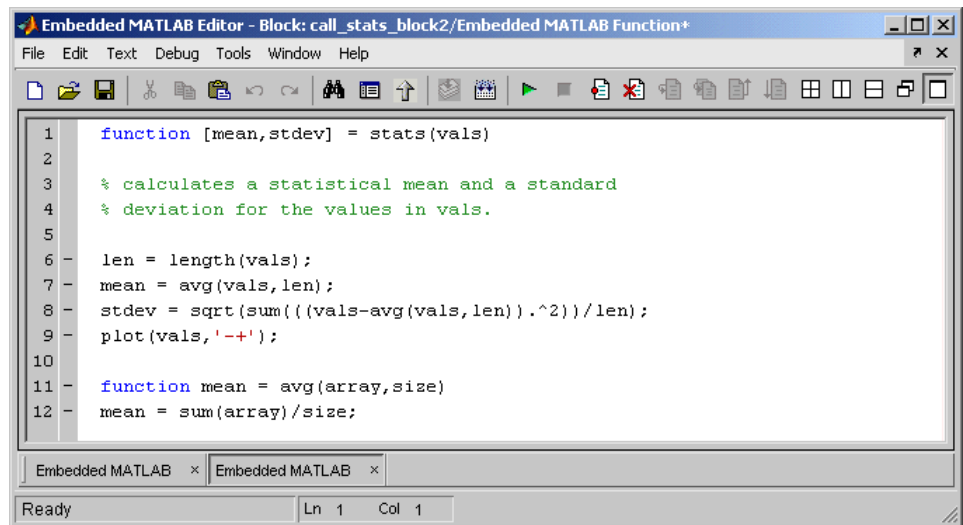 Embedded MATLAB Editor - Block: call_stats_block2/Embedded MATLAB Function*
File Edit Text Debug Tools Window Help
1 function [mean,stdev] = stats(vals)
2
3 % calculates a statistical mean and a standard
4 % deviation for the values in vals.
5
6 - len = length(vals);
7 - mean = avg(vals,len);
8 - stdev = sqrt(sum(((vals-avg(vals,len)).^2))/len);
9 - plot(vals,'-+');
10
11 - function mean = avg(array,size)
12 - mean = sum(array)/size;
Embedded MATLAB × Embedded MATLAB ×
Ready Ln 1 Col 1